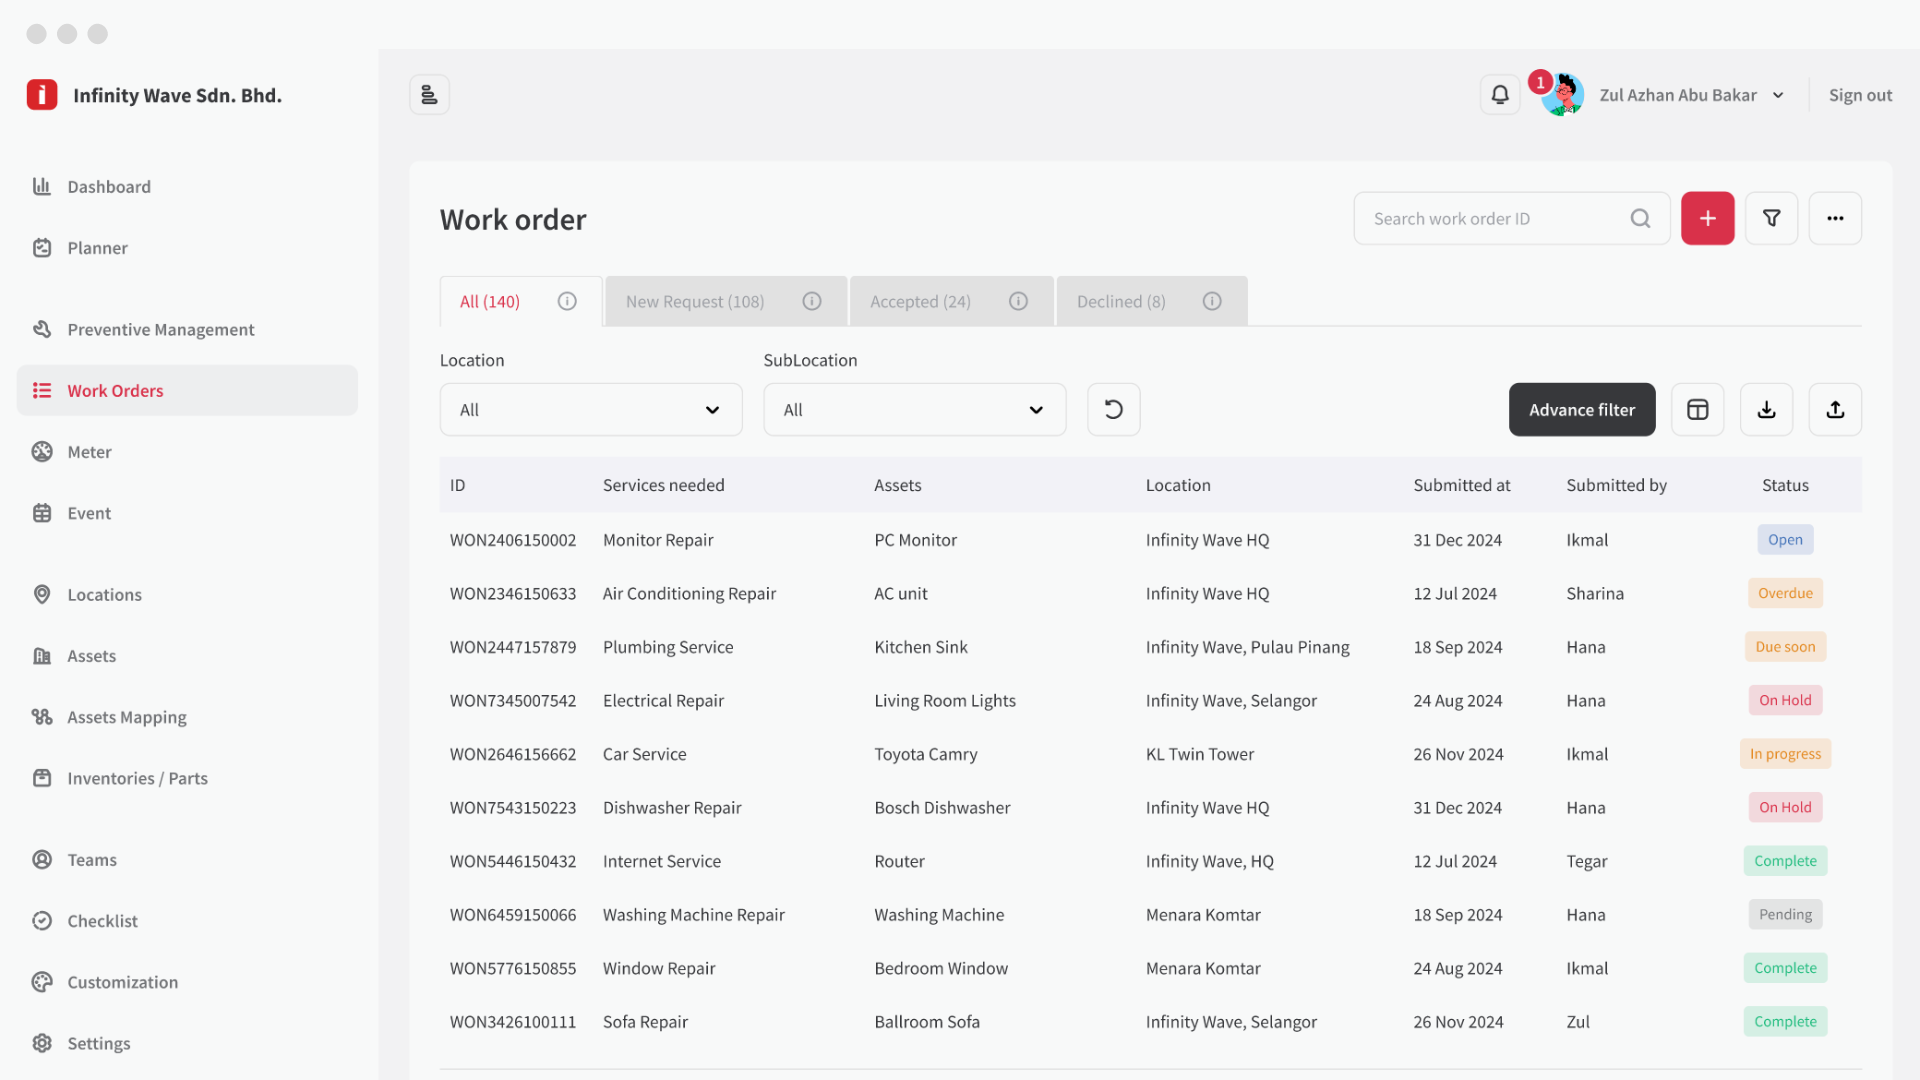 Infinity Wave Sdn. Bhd.
1
Zul Azhan Abu Bakar
Sign out
Dashboard
Planner
Preventive Management
Work Orders
Meter
Event
Locations
Assets
Assets Mapping
Inventories / Parts
Teams
Checklist
Customization
Settings
Work order
Search work order ID
All (140)
New Request (108)
Accepted (24)
Declined (8)
Location
SubLocation
All
All
Advance filter
ID Services needed Assets Location Submitted at Submitted by Status
WON2406150002 Monitor Repair PC Monitor Infinity Wave HQ 31 Dec 2024 Ikmal Open
WON2346150633 Air Conditioning Repair AC unit Infinity Wave HQ 12 Jul 2024 Sharina Overdue
WON2447157879 Plumbing Service Kitchen Sink Infinity Wave, Pulau Pinang 18 Sep 2024 Hana Due soon
WON7345007542 Electrical Repair Living Room Lights Infinity Wave, Selangor 24 Aug 2024 Hana On Hold
WON2646156662 Car Service Toyota Camry KL Twin Tower 26 Nov 2024 Ikmal In progress
WON7543150223 Dishwasher Repair Bosch Dishwasher Infinity Wave HQ 31 Dec 2024 Hana On Hold
WON5446150432 Internet Service Router Infinity Wave, HQ 12 Jul 2024 Tegar Complete
WON6459150066 Washing Machine Repair Washing Machine Menara Komtar 18 Sep 2024 Hana Pending
WON5776150855 Window Repair Bedroom Window Menara Komtar 24 Aug 2024 Ikmal Complete
WON3426100111 Sofa Repair Ballroom Sofa Infinity Wave, Selangor 26 Nov 2024 Zul Complete